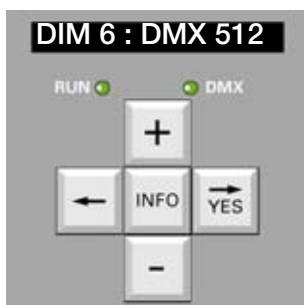 DIM 6 : DMX 512
RUN DMX
+
← INFO → YES
-